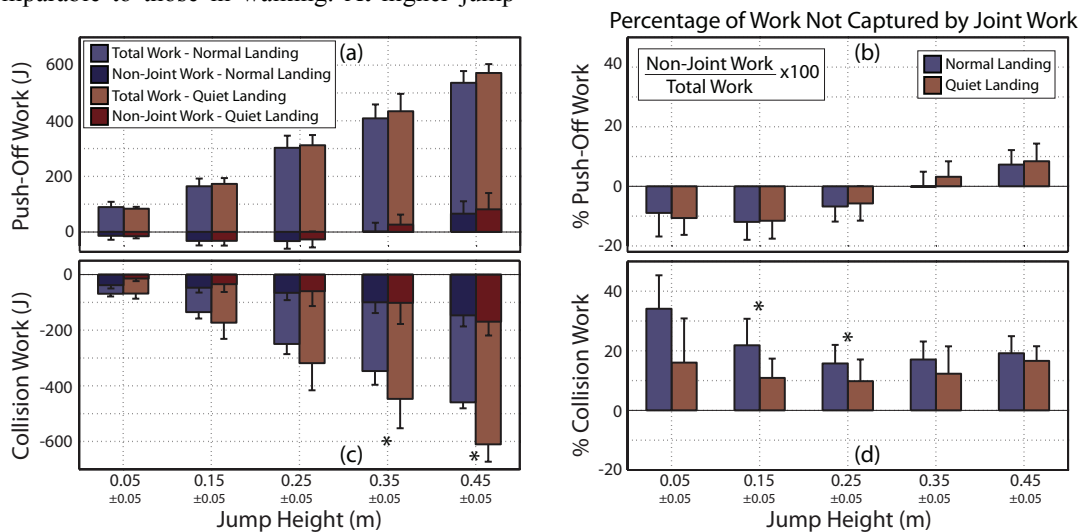 mparable to those in walking. At higher jump
Percentage of Work Not Captured by Joint Work
(a)
Total Work - Normal Landing
Non-Joint Work - Normal Landing
Total Work - Quiet Landing
Non-Joint Work - Quiet Landing
Push-Off Work (J)
600
400
200
0
(b)
Non-Joint Work
Total Work
x100
Normal Landing
Quiet Landing
% Push-Off Work
40
20
0
-20
Collision Work (J)
0
-200
-400
-600
* *
(c)
0.05 0.15 0.25 0.35 0.45
±0.05 ±0.05 ±0.05 ±0.05 ±0.05
Jump Height (m)
% Collision Work
40
20
0
20
* *
(d)
0.05 0.15 0.25 0.35 0.45
±0.05 ±0.05 ±0.05 ±0.05 ±0.05
Jump Height (m)